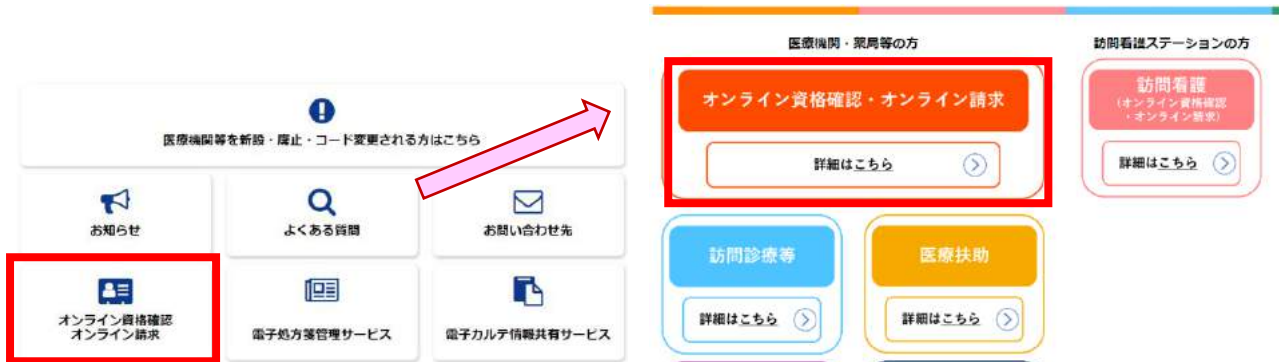 医療機関等を新設・廃止・コード変更される方はこちら
お知らせ
よくある質問
お問い合わせ先
オンライン資格確認
オンライン請求
電子処方箋管理サービス
電子カルテ情報共有サービス
医療機関・薬局等の方
オンライン資格確認・オンライン請求
詳細はこちら
訪問看護ステーションの方
訪問看護
(オンライン資格確認
・オンライン請求)
詳細はこちら
訪問診療等
詳細はこちら
医療扶助
詳細はこちら